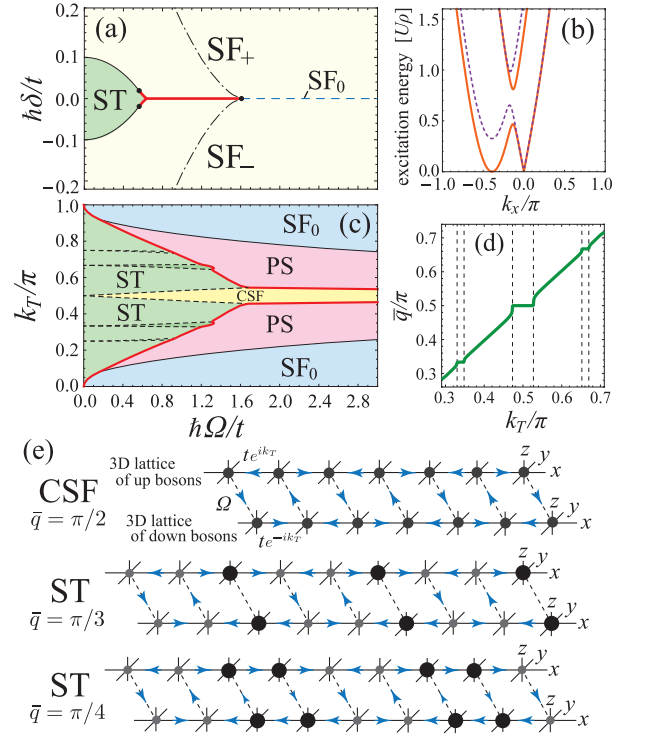 (a)
ħδ/t
0.2
0.1
0.0
−0.1
−0.2
SF₊
ST
SF₀
SF₋
(b)
excitation energy [Uρ]
1.5
1.0
0.5
0
−1.0 −0.5 0.0 0.5 1.0
kₓ/π
(c)
k_T/π
1.0
0.8
0.6
0.4
0.2
0.0
SF₀
PS
ST
CSF
ST
PS
SF₀
0.0 0.4 0.8 1.2 1.6 2.0 2.4 2.8
ħΩ/t
(d)
q̄/π
0.7
0.6
0.5
0.4
0.3
0.3 0.4 0.5 0.6 0.7
k_T/π
(e)
3D lattice
of up bosons
te^{ik_T}
z y x
CSF
q̄ = π/2
Ω
3D lattice
of down bosons
te^{−ik_T}
z y x
ST
q̄ = π/3
z y x
z y x
ST
q̄ = π/4
z y x
z y x